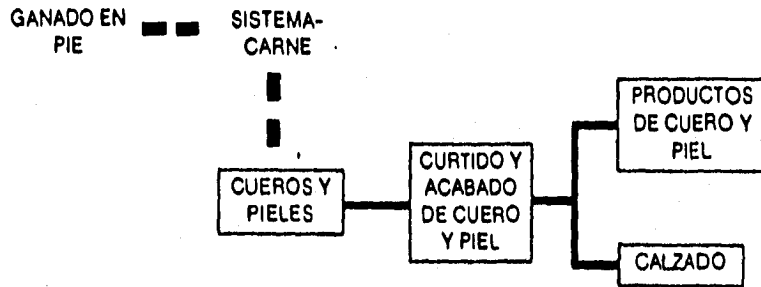 GANADO EN
PIE
SISTEMA-
CARNE
CUEROS Y
PIELES
CURTIDO Y
ACABADO
DE CUERO
Y PIEL
PRODUCTOS
DE CUERO Y
PIEL
CALZADO